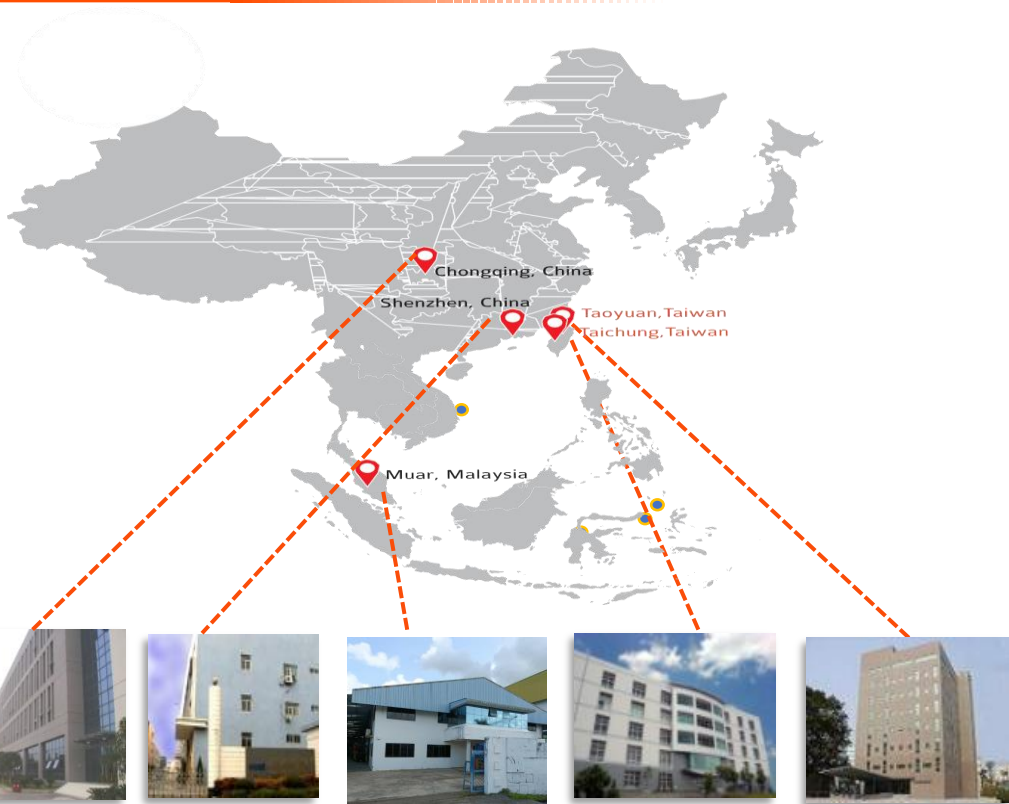 Chongqing, China
Shenzhen, China
Taoyuan,Taiwan
Taichung,Taiwan
Muar, Malaysia